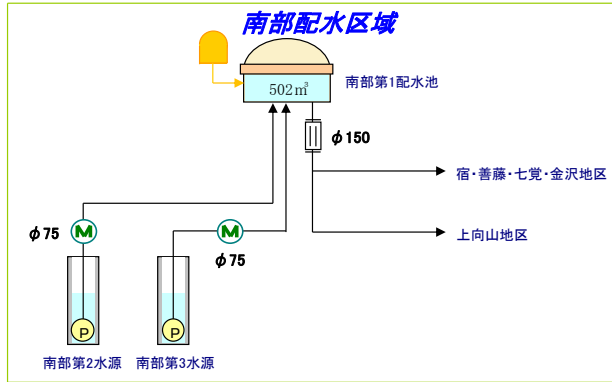 南部配水区域
南部第1配水池
502㎥
φ150
宿・善藤・七覚・金沢地区
上向山地区
φ75
M
M
φ75
P
P
南部第2水源
南部第3水源